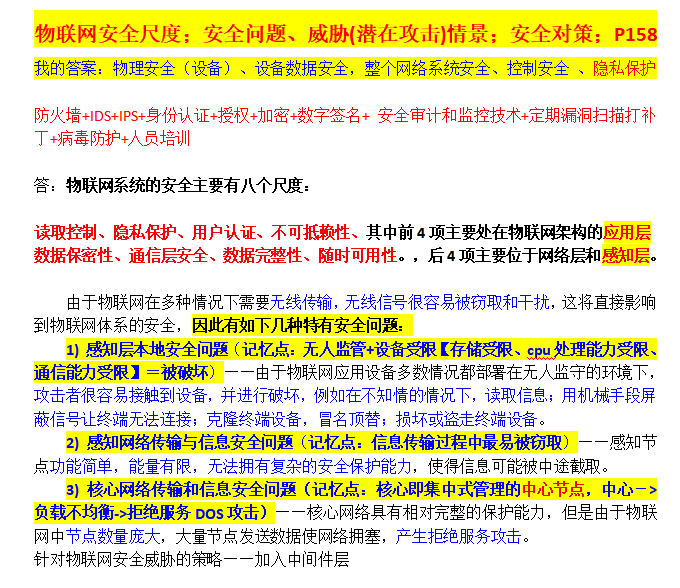 物联网安全尺度；安全问题、威胁(潜在攻击)情景；安全对策；P158
我的答案：物理安全（设备）、设备数据安全，整个网络系统安全、控制安全 、隐私保护
防火墙+IDS+IPS+身份认证+授权+加密+数字签名+ 安全审计和监控技术+定期漏洞扫描打补
丁+病毒防护+人员培训
答：物联网系统的安全主要有八个尺度：
读取控制、隐私保护、用户认证、不可抵赖性、其中前 4 项主要处在物联网架构的应用层
数据保密性、通信层安全、数据完整性、随时可用性。，后 4 项主要位于网络层和感知层。
由于物联网在多种情况下需要无线传输，无线信号很容易被窃取和干扰，这将直接影响
到物联网体系的安全，因此有如下几种特有安全问题：
1) 感知层本地安全问题（记忆点：无人监管+设备受限【存储受限、cpu 处理能力受限、
通信能力受限】＝被破坏）——由于物联网应用设备多数情况都部署在无人监守的环境下，
攻击者很容易接触到设备，并进行破坏，例如在不知情的情况下，读取信息；用机械手段屏
蔽信号让终端无法连接；克隆终端设备，冒名顶替；损坏或盗走终端设备。
2) 感知网络传输与信息安全问题（记忆点：信息传输过程中最易被窃取）——感知节
点功能简单，能量有限，无法拥有复杂的安全保护能力，使得信息可能被中途截取。
3) 核心网络传输和信息安全问题（记忆点：核心即集中式管理的中心节点，中心－>
负载不均衡->拒绝服务 DOS 攻击）——核心网络具有相对完整的保护能力，但是由于物联
网中节点数量庞大，大量节点发送数据使网络拥塞，产生拒绝服务攻击。
针对物联网安全威胁的策略——加入中间件层